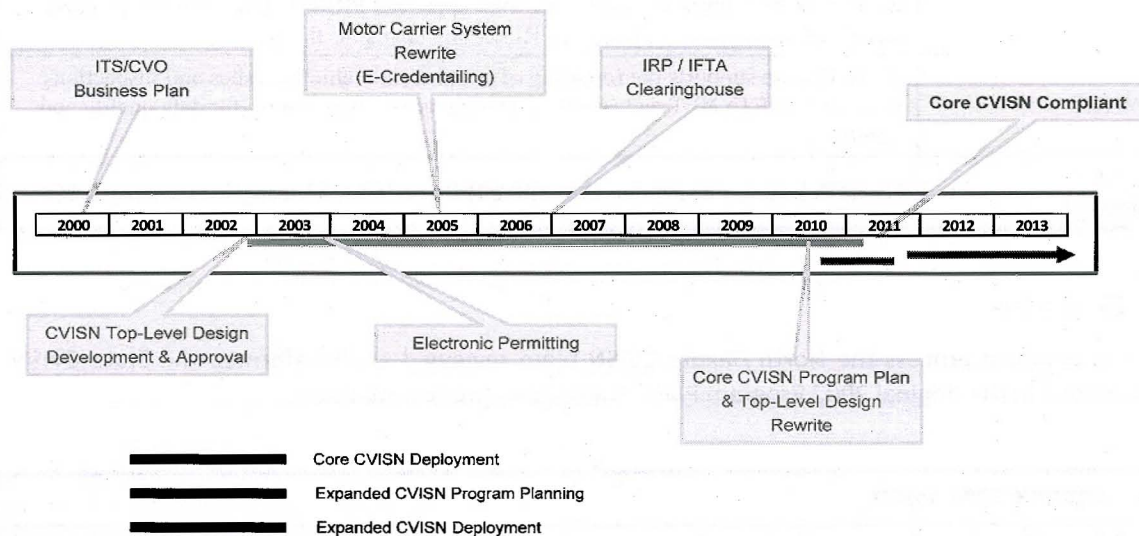 Motor Carrier System
Rewrite
(E-Credentailing)
ITS/CVO
Business Plan
IRP / IFTA
Clearinghouse
Core CVISN Compliant
2000 2001 2002 2003 2004 2005 2006 2007 2008 2009 2010 2011 2012 2013
CVISN Top-Level Design
Development & Approval
Electronic Permitting
Core CVISN Program Plan
& Top-Level Design
Rewrite
Core CVISN Deployment
Expanded CVISN Program Planning
Expanded CVISN Deployment